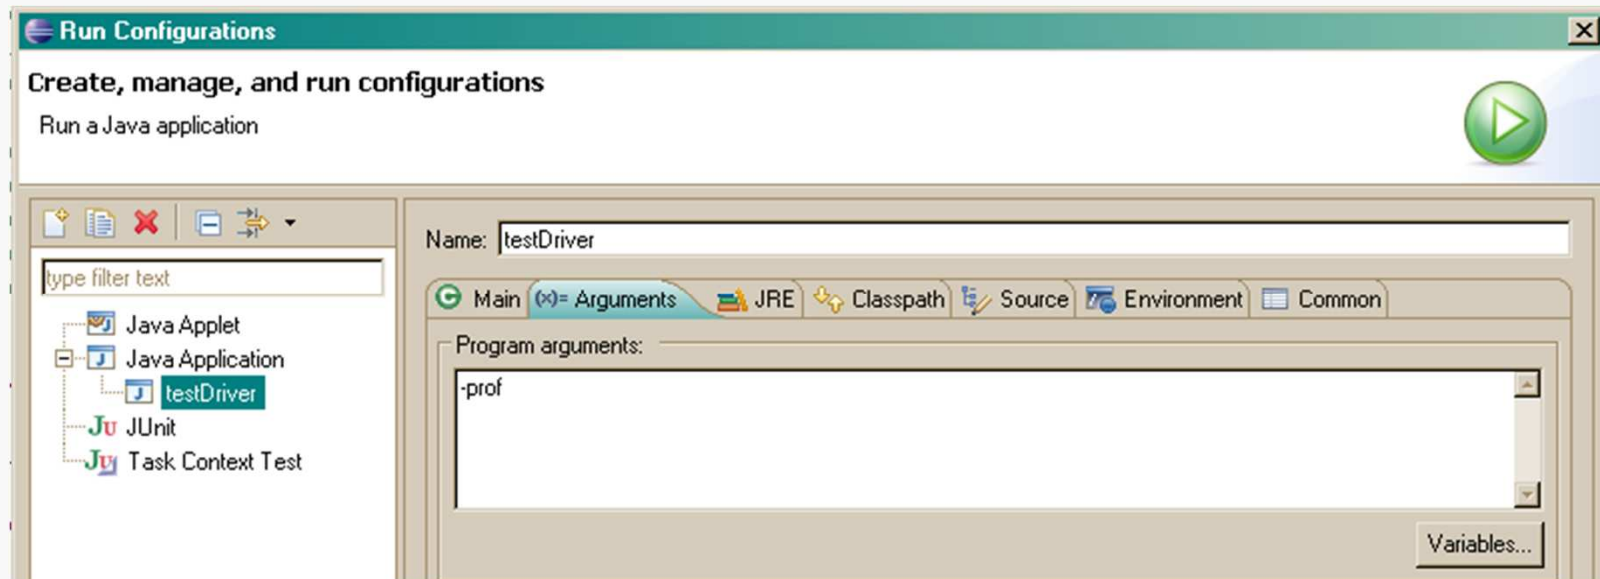 Run Configurations
Create, manage, and run configurations
Run a Java application
type filter text
Java Applet
Java Application
testDriver
JUnit
Task Context Test
Name: testDriver
Main (x)= Arguments JRE Classpath Source Environment Common
Program arguments:
-prof
Variables...